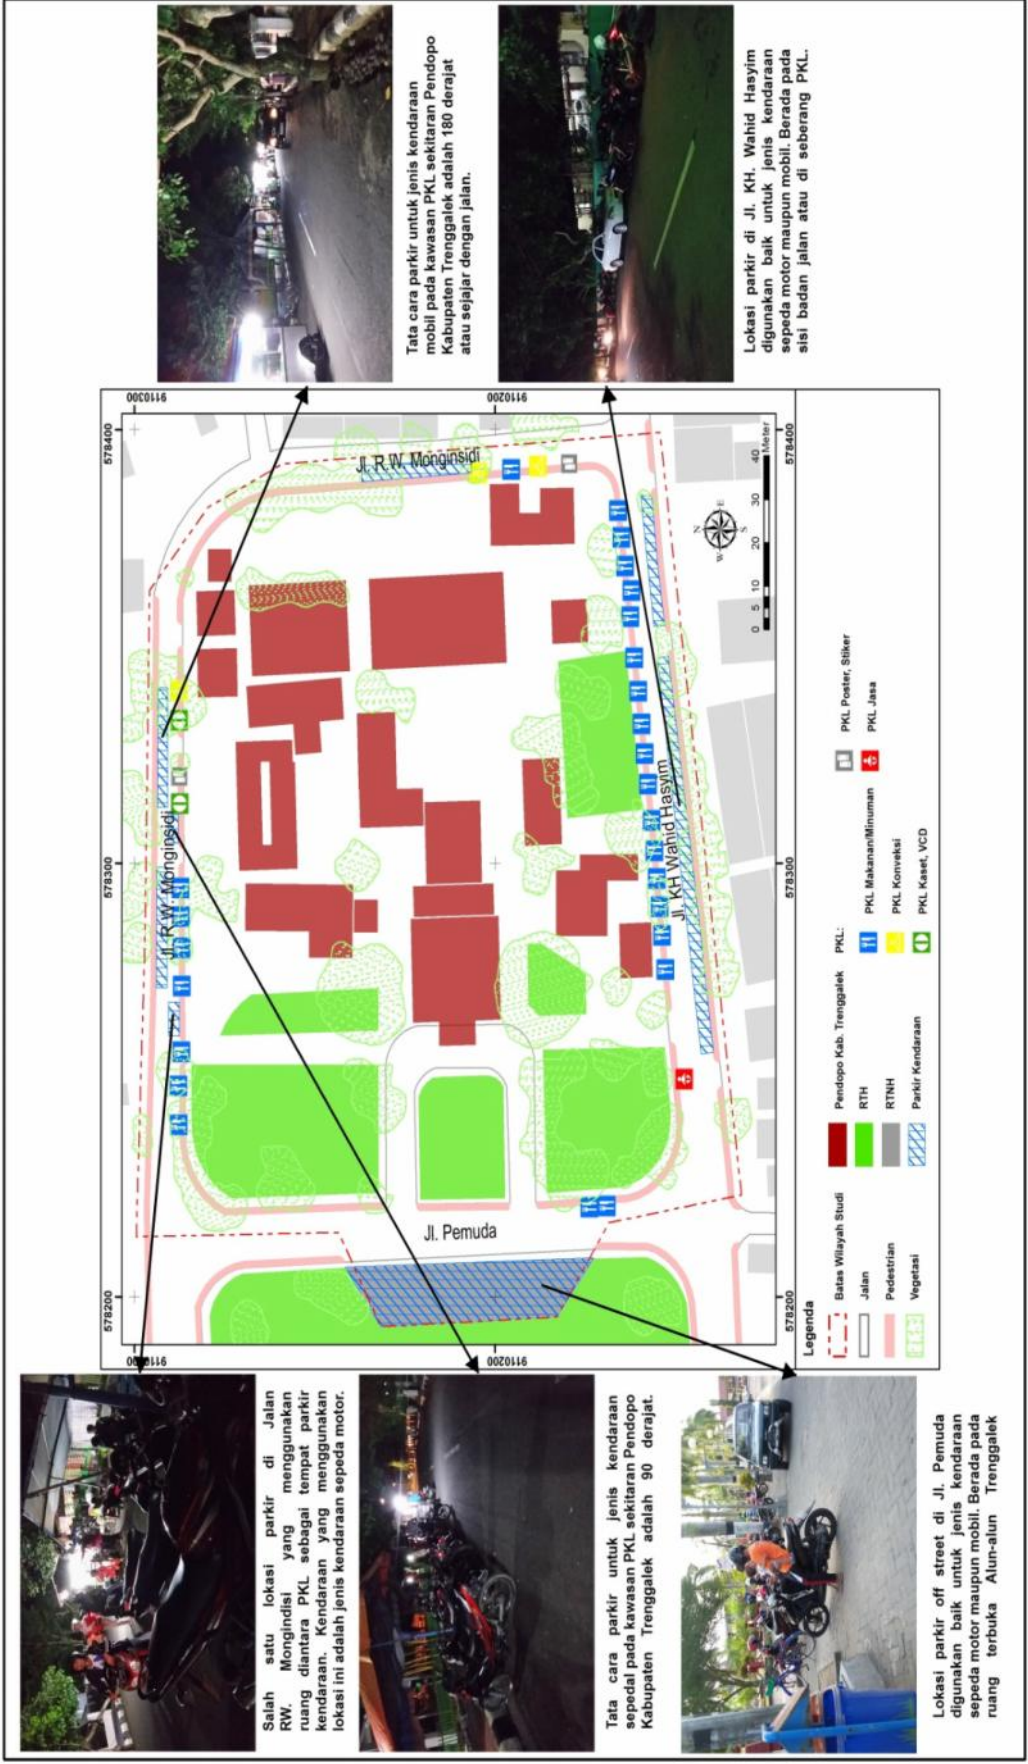 Salah satu lokasi parkir di Jalan
RW. Mongindisi yang menggunakan
ruang diantara PKL sebagai tempat parkir
kendaraan. Kendaraan yang menggunakan
lokasi ini adalah jenis kendaraan sepeda motor.
Tata cara parkir untuk jenis kendaraan
sepedal pada kawasan PKL sekitaran Pendopo
Kabupaten Trenggalek adalah 90 derajat.
Lokasi parkir off street di Jl. Pemuda
digunakan baik untuk jenis kendaraan
sepeda motor maupun mobil. Berada pada
ruang terbuka Alun-alun Trenggalek
578200
578300
578400
9110300
9110200
Jl. R.W. Monginsidi
Jl. R.W. Monginsidi
Jl. Pemuda
Jl. KH Wahid Hasyim
N
W
E
S
0 5 10 20 30 40
Meter
9110200
578200
578300
578400
Legenda
Batas Wilayah Studi
Jalan
Pedestrian
Vegetasi
Pendopo Kab. Trenggalek
RTH
RTNH
Parkir Kendaraan
PKL:
PKL Makanan/Minuman
PKL Konveksi
PKL Kaset, VCD
PKL Poster, Stiker
PKL Jasa
Tata cara parkir untuk jenis kendaraan
mobil pada kawasan PKL sekitaran Pendopo
Kabupaten Trenggalek adalah 180 derajat
atau sejajar dengan jalan.
Lokasi parkir di Jl. KH. Wahid Hasyim
digunakan baik untuk jenis kendaraan
sepeda motor maupun mobil. Berada pada
sisi badan jalan atau di seberang PKL.